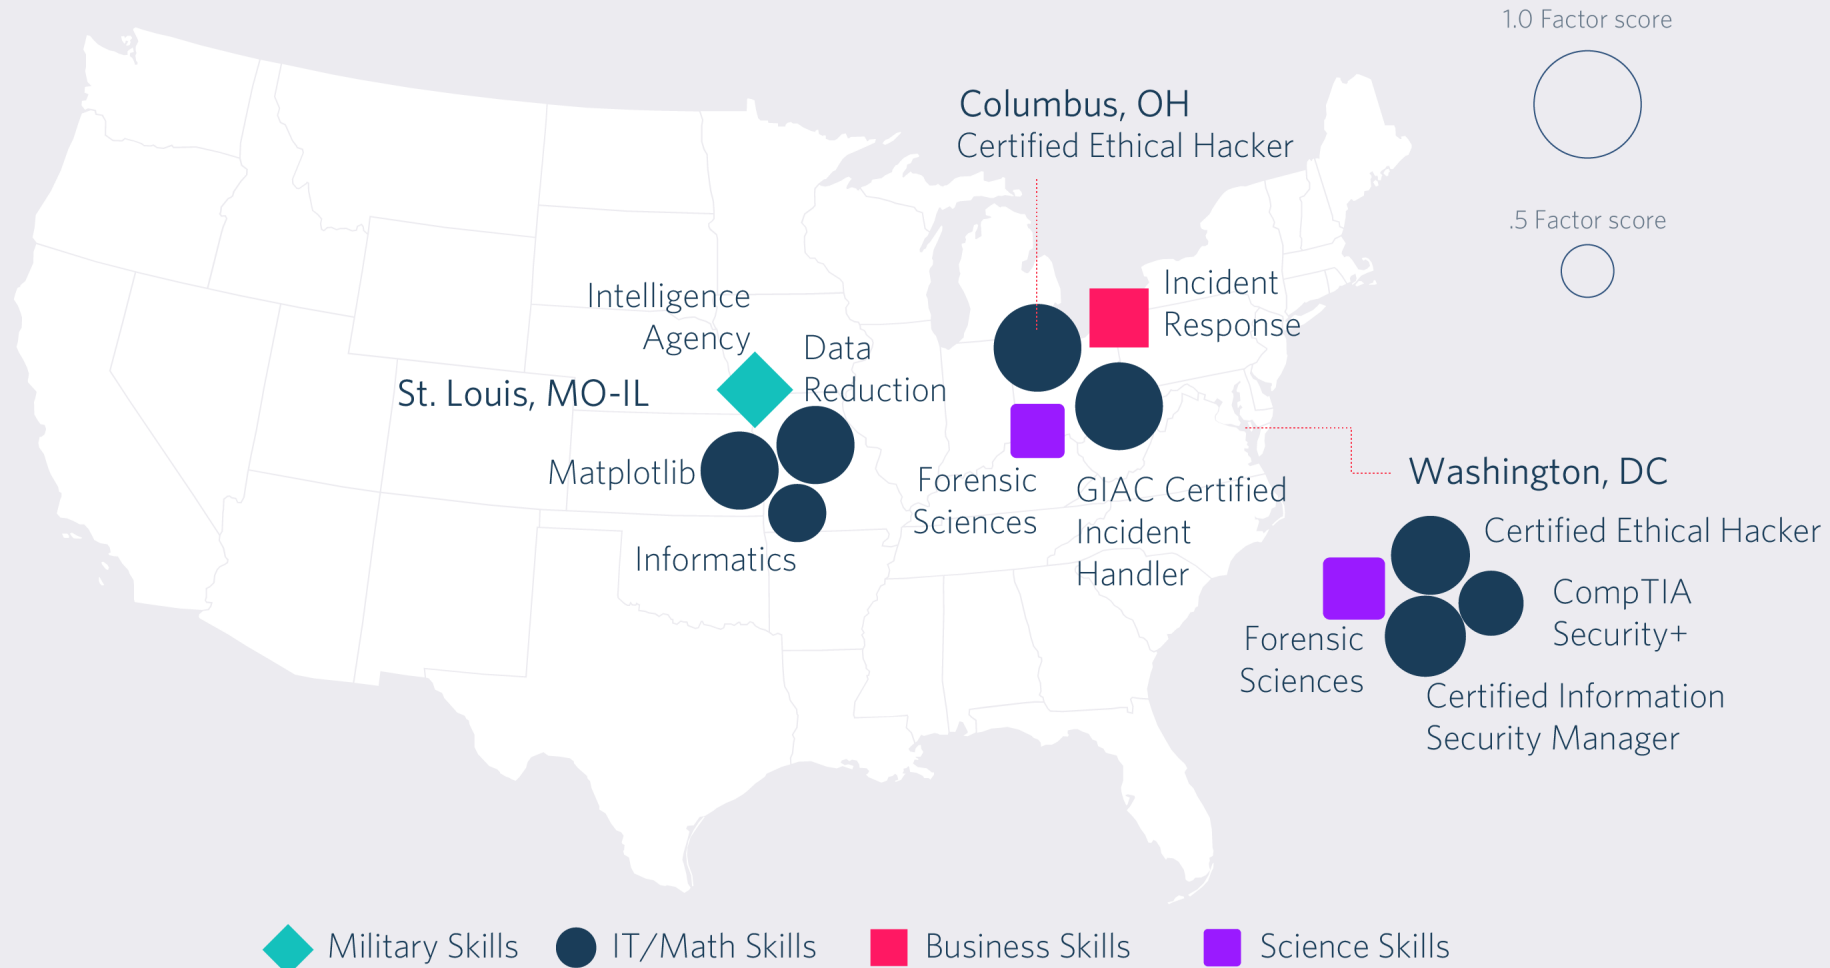 1.0 Factor score
.5 Factor score
Columbus, OH
Certified Ethical Hacker
Incident
Response
Forensic
Sciences
GIAC Certified
Incident
Handler
Intelligence
Agency
Data
Reduction
St. Louis, MO-IL
Matplotlib
Informatics
Washington, DC
Certified Ethical Hacker
CompTIA
Security+
Forensic
Sciences
Certified Information
Security Manager
Military Skills
IT/Math Skills
Business Skills
Science Skills